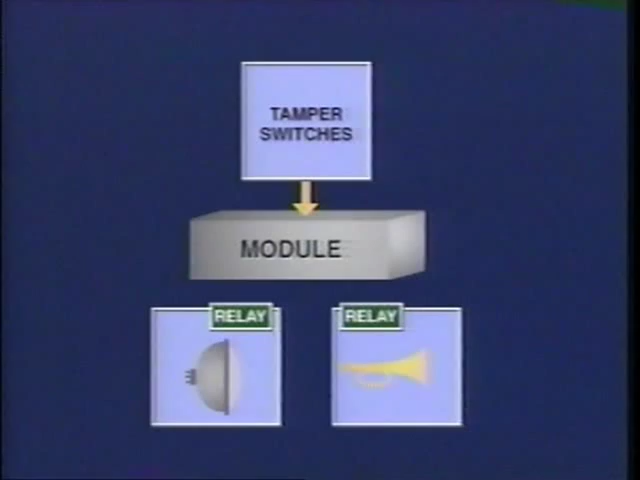 TAMPER
SWITCHES
MODULE
RELAY
RELAY